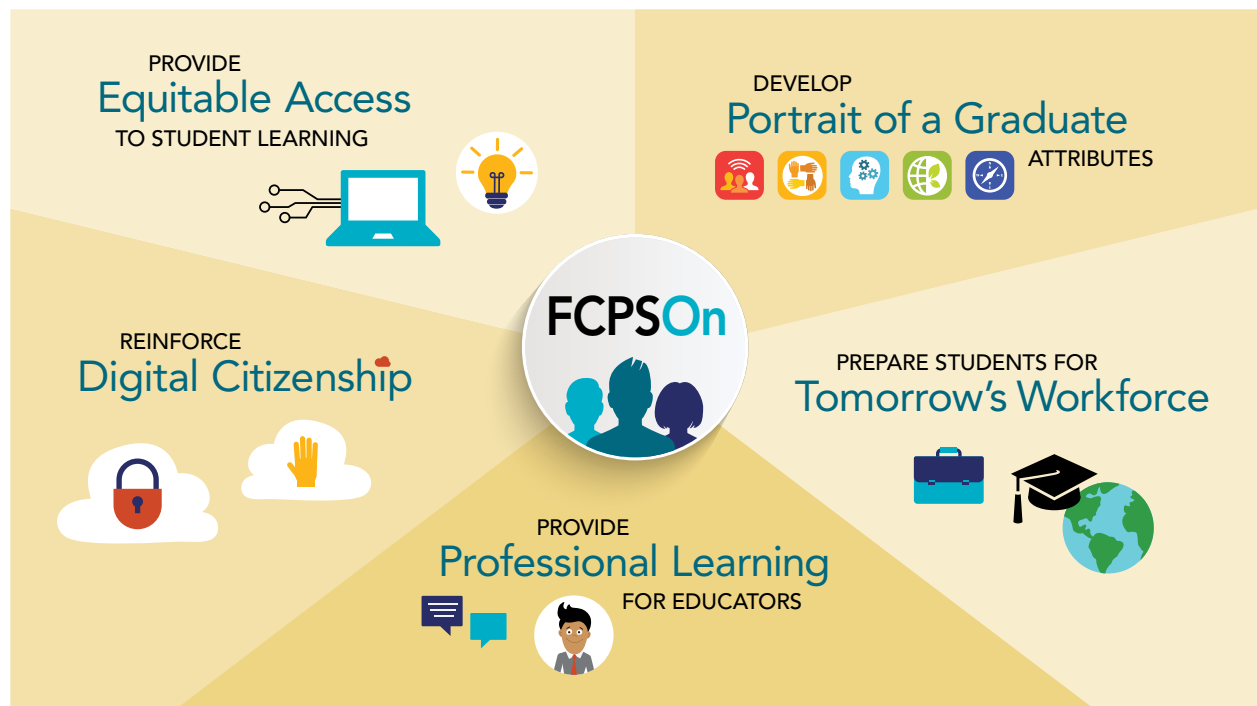 PROVIDE
Equitable Access
TO STUDENT LEARNING
DEVELOP
Portrait of a Graduate
ATTRIBUTES
FCPSOn
REINFORCE
Digital Citizenship
PREPARE STUDENTS FOR
Tomorrow's Workforce
PROVIDE
Professional Learning
FOR EDUCATORS